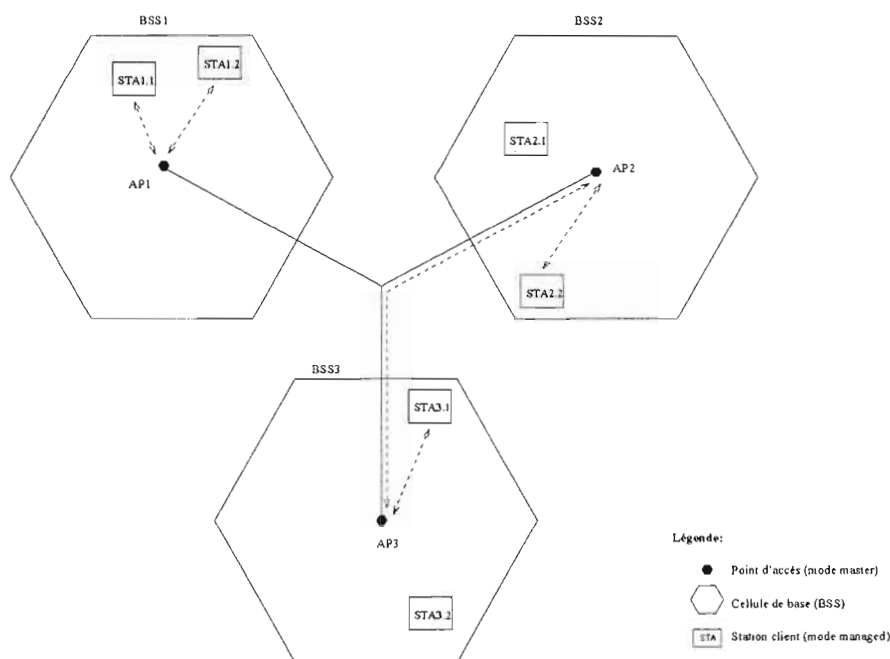 BSS1
BSS2
STA1.1
STA1.2
STA2.1
AP1
AP2
STA2.2
BSS3
STA3.1
AP3
STA3.2
Légende:
Point d'accès (mode master)
Cellule de base (BSS)
STA Station client (mode managed)